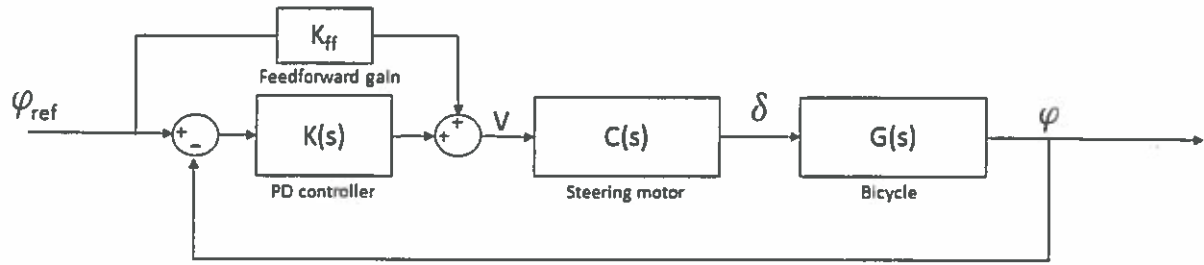 K_ff
Feedforward gain
φ_ref
+
-
K(s)
PD controller
+
+
V
C(s)
Steering motor
δ
G(s)
Bicycle
φ